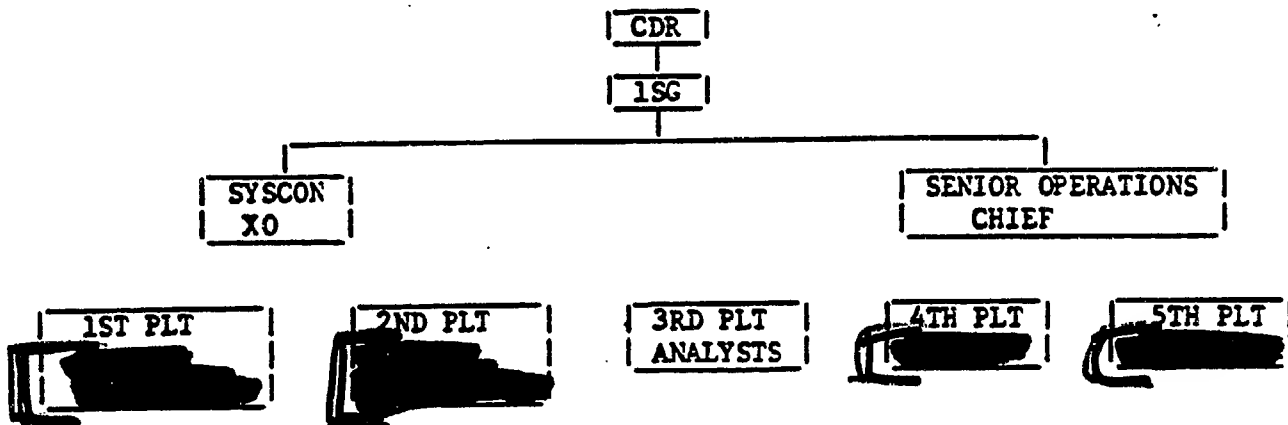 CDR
1SG
SYSCON
XO
SENIOR OPERATIONS
CHIEF
1ST PLT
2ND PLT
3RD PLT
ANALYSTS
4TH PLT
5TH PLT